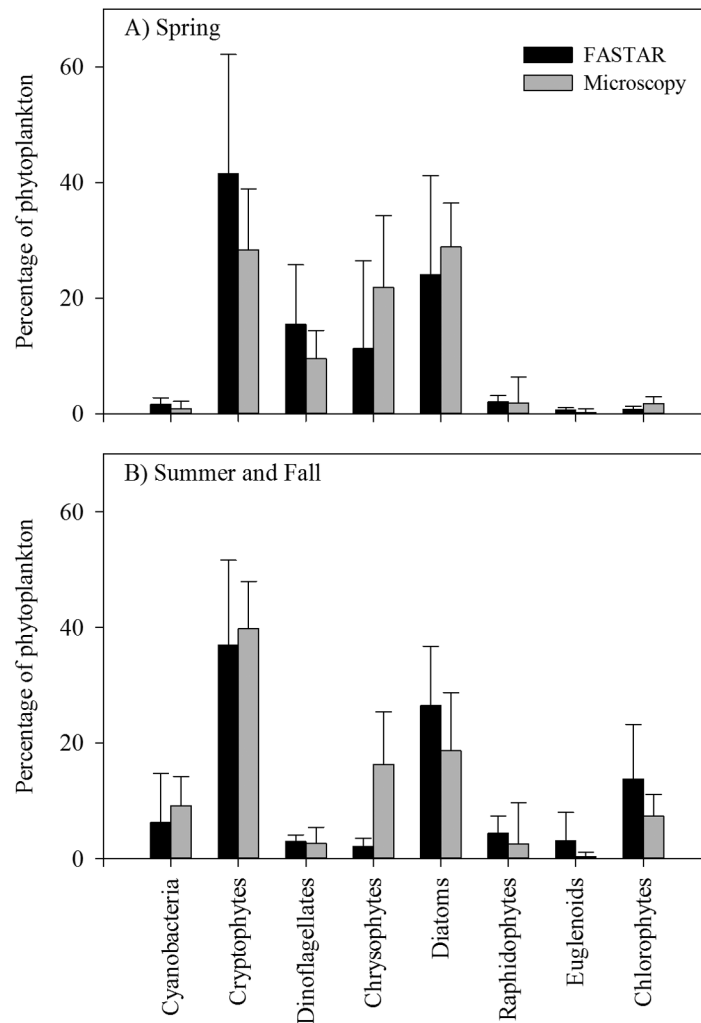 A) Spring
FASTAR
Microscopy
Percentage of phytoplankton
60
40
20
0
B) Summer and Fall
Percentage of phytoplankton
60
40
20
0
Cyanobacteria
Cryptophytes
Dinoflagellates
Chrysophytes
Diatoms
Raphidophytes
Euglenoids
Chlorophytes